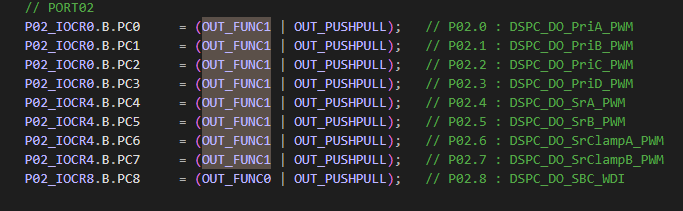 // PORT02
P02_IOCR0.B.PC0 = (OUT_FUNC1 | OUT_PUSHPULL); // P02.0 : DSPC_DO_PriA_PWM
P02_IOCR0.B.PC1 = (OUT_FUNC1 | OUT_PUSHPULL); // P02.1 : DSPC_DO_PriB_PWM
P02_IOCR0.B.PC2 = (OUT_FUNC1 | OUT_PUSHPULL); // P02.2 : DSPC_DO_PriC_PWM
P02_IOCR0.B.PC3 = (OUT_FUNC1 | OUT_PUSHPULL); // P02.3 : DSPC_DO_PriD_PWM
P02_IOCR4.B.PC4 = (OUT_FUNC1 | OUT_PUSHPULL); // P02.4 : DSPC_DO_SrA_PWM
P02_IOCR4.B.PC5 = (OUT_FUNC1 | OUT_PUSHPULL); // P02.5 : DSPC_DO_SrB_PWM
P02_IOCR4.B.PC6 = (OUT_FUNC1 | OUT_PUSHPULL); // P02.6 : DSPC_DO_SrClampA_PWM
P02_IOCR4.B.PC7 = (OUT_FUNC1 | OUT_PUSHPULL); // P02.7 : DSPC_DO_SrClampB_PWM
P02_IOCR8.B.PC8 = (OUT_FUNC0 | OUT_PUSHPULL); // P02.8 : DSPC_DO_SBC_WDI